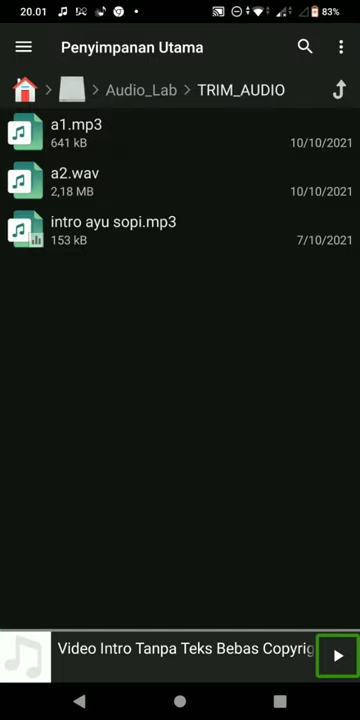 20.01
83%
Penyimpanan Utama
Audio_Lab
TRIM_AUDIO
a1.mp3
641 kB
10/10/2021
a2.wav
2,18 MB
10/10/2021
intro ayu sopi.mp3
153 kB
7/10/2021
Video Intro Tanpa Teks Bebas Copyrig